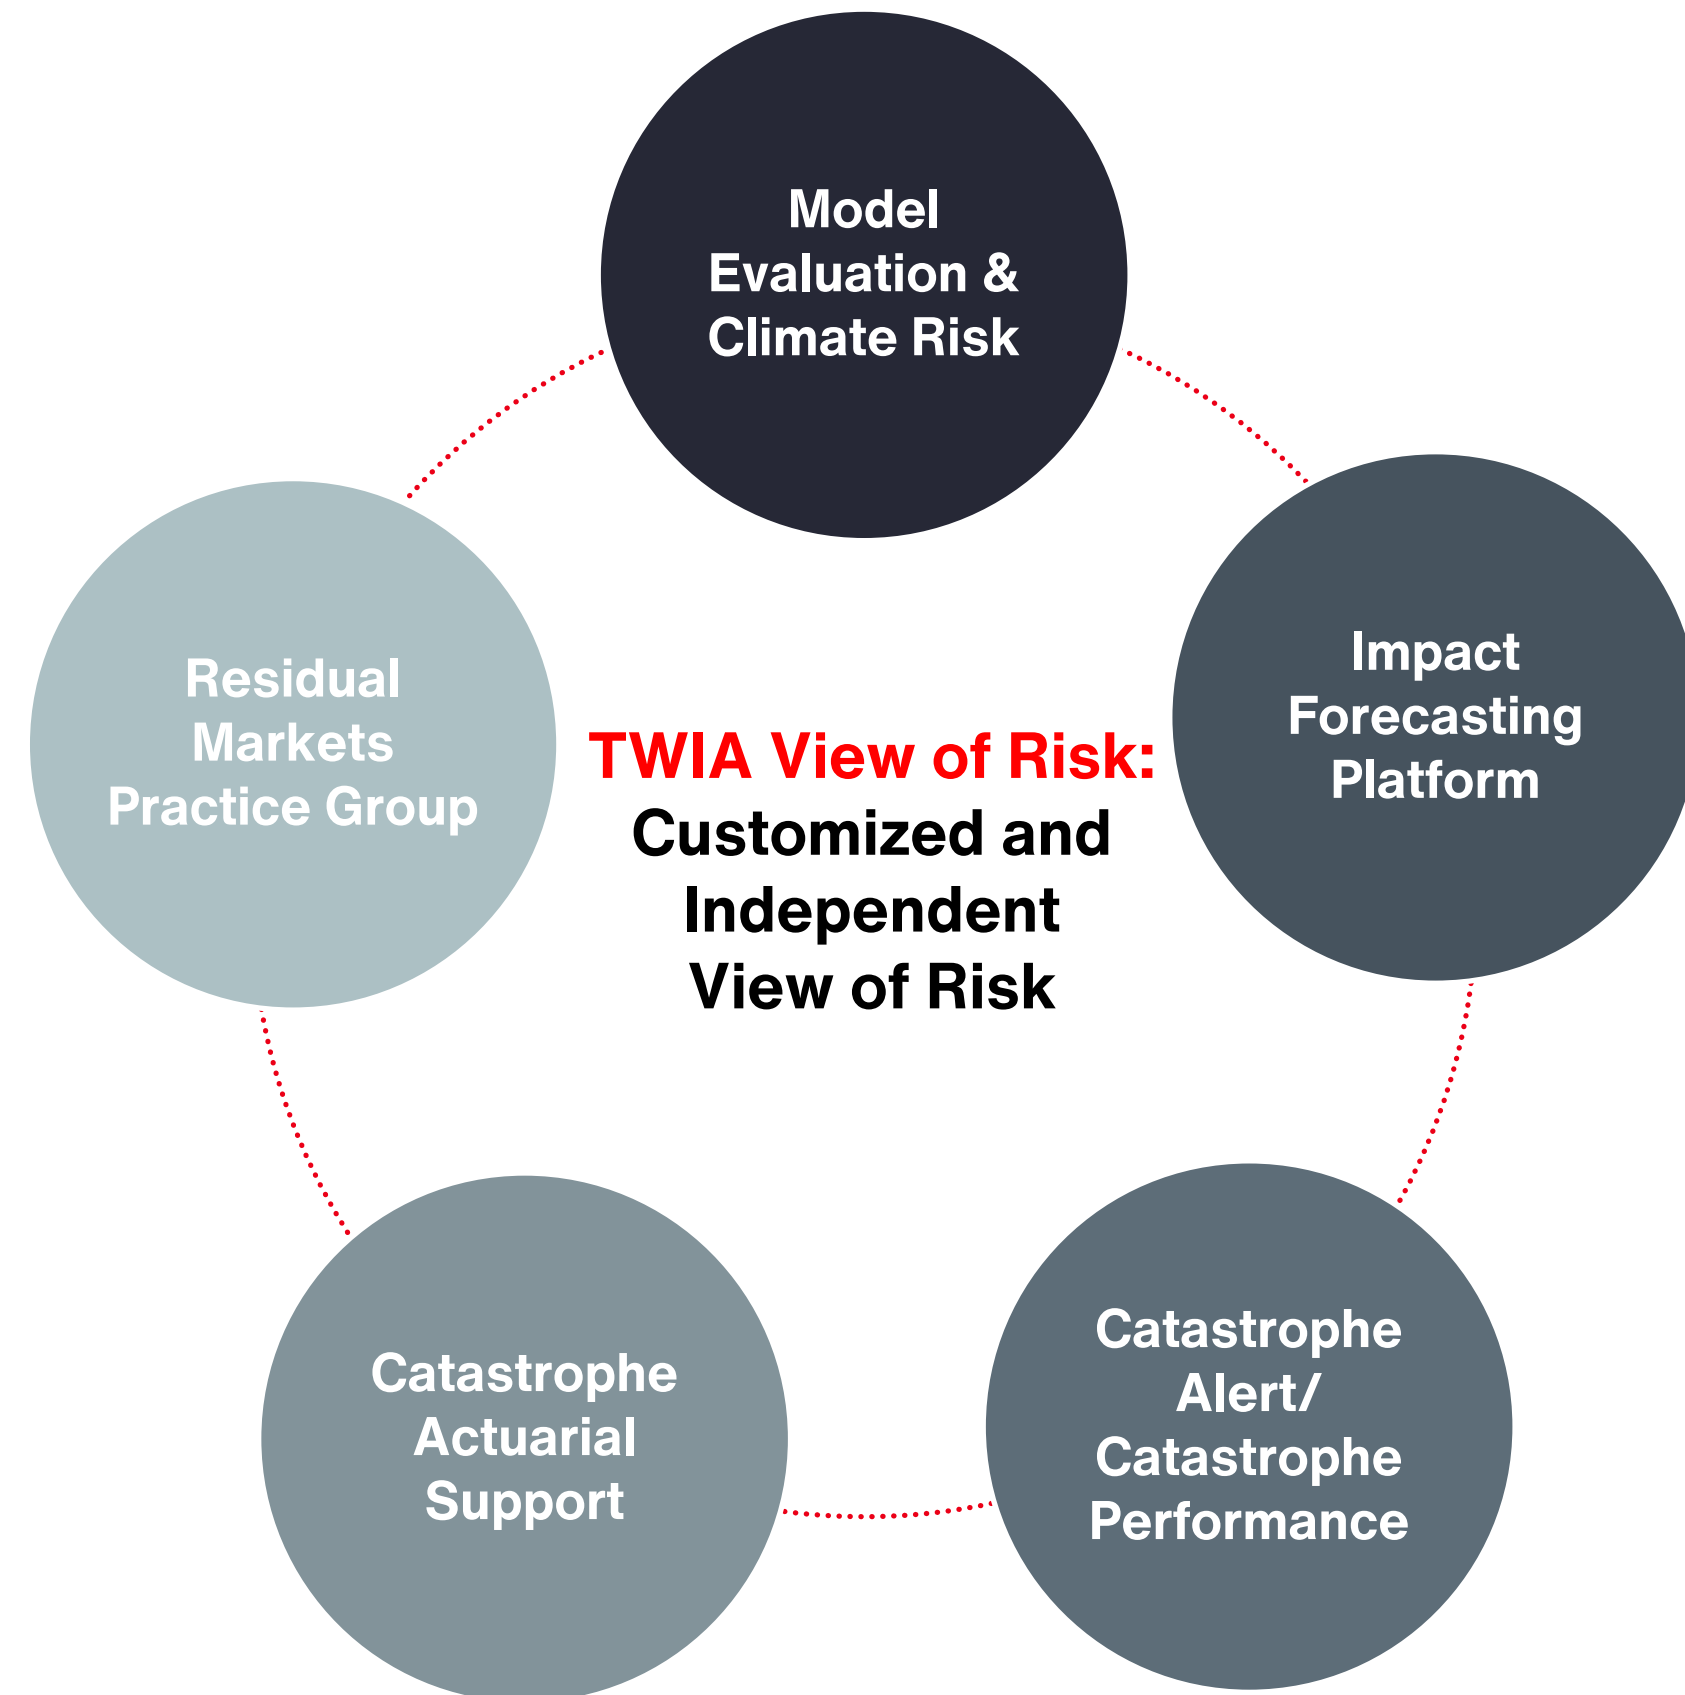 Model
Evaluation &
Climate Risk
Impact
Forecasting
Platform
Residual
Markets
Practice Group
TWIA View of Risk:
Customized and
Independent
View of Risk
Catastrophe
Alert/
Catastrophe
Performance
Catastrophe
Actuarial
Support